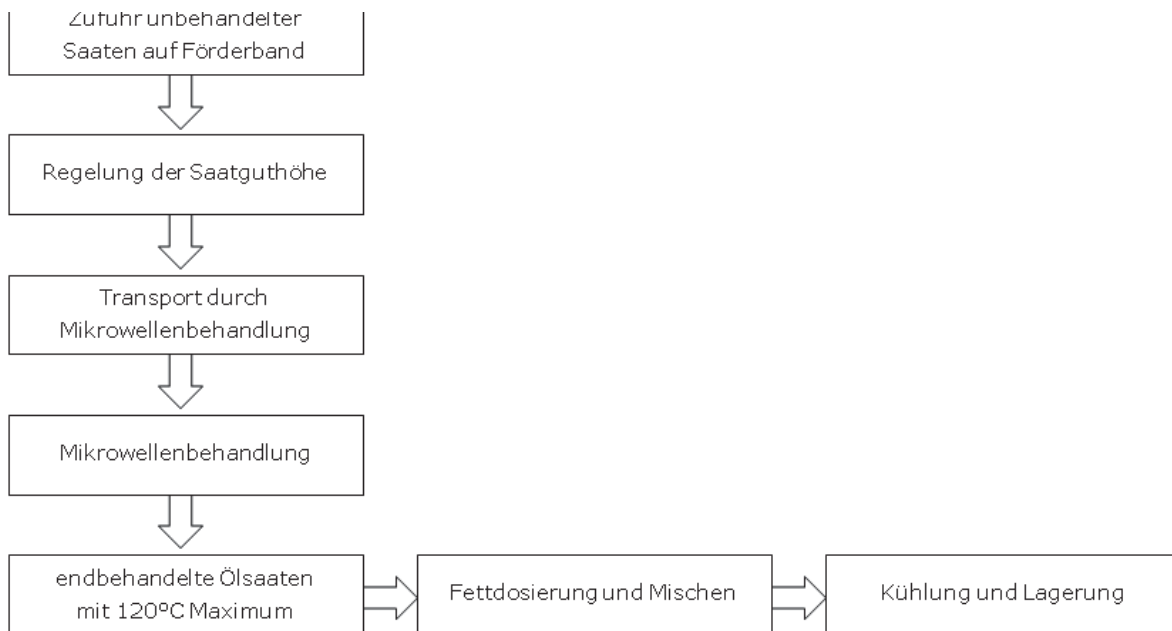 Zufuhr unbehandelter
Saaten auf Förderband
Regelung der Saatguthöhe
Transport durch
Mikrowellenbehandlung
Mikrowellenbehandlung
endbehandelte Ölsaaten
mit 120ºC Maximum
Fettdosierung und Mischen
Kühlung und Lagerung